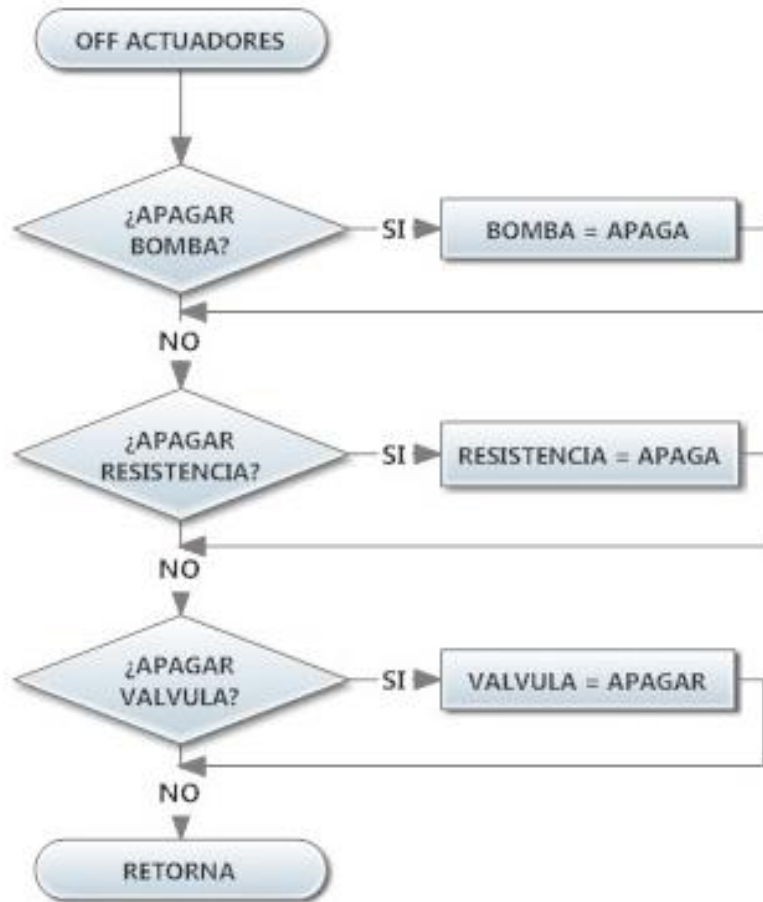 OFF ACTUADORES
¿APAGAR
BOMBA?
SI
BOMBA = APAGA
NO
¿APAGAR
RESISTENCIA?
SI
RESISTENCIA = APAGA
NO
¿APAGAR
VALVULA?
SI
VALVULA = APAGAR
NO
RETORNA